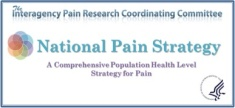 The
Interagency Pain Research Coordinating Committee
National Pain Strategy
A Comprehensive Population Health Level
Strategy for Pain